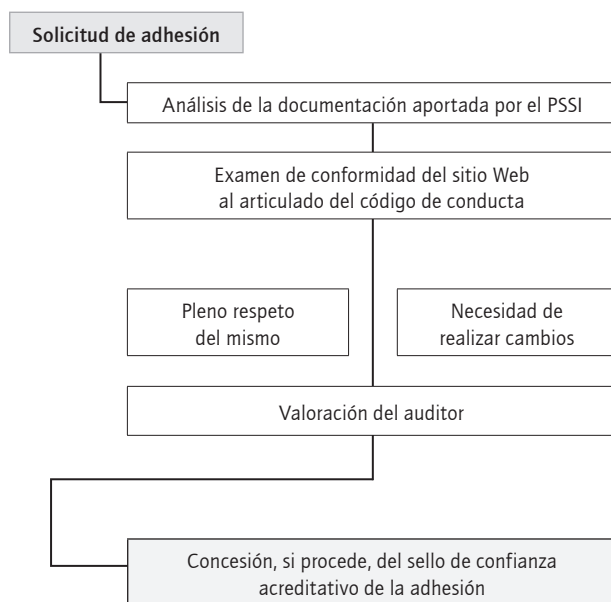 Solicitud de adhesión
Análisis de la documentación aportada por el PSSI
Examen de conformidad del sitio Web
al articulado del código de conducta
Pleno respeto
del mismo
Necesidad de
realizar cambios
Valoración del auditor
Concesión, si procede, del sello de confianza
acreditativo de la adhesión